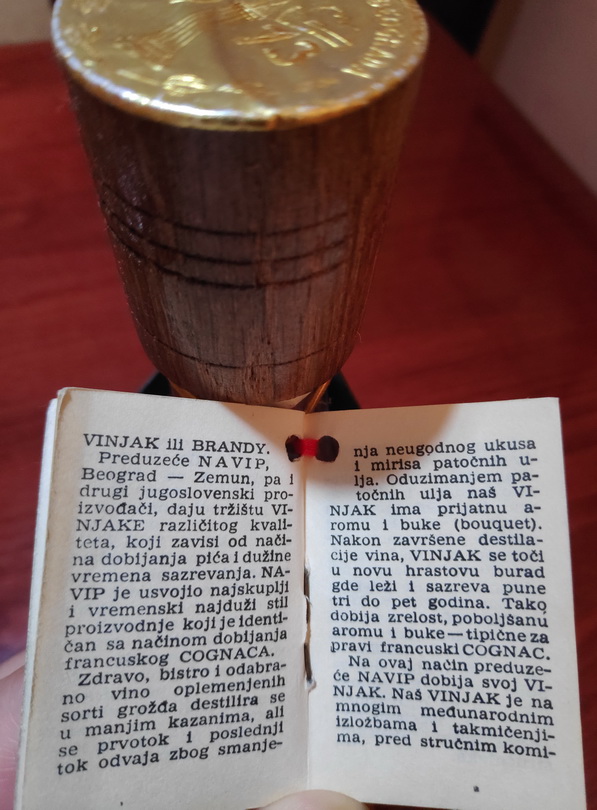 VINJAK ili BRANDY.
Preduzeće NAVIP,
Beograd — Zemun, pa i
drugi jugoslovenski pro-
izvođači, daju tržištu VI-
NJAKE različitog kvali-
teta, koji zavisi od nači-
na dobijanja pića i dužine
vremena sazrevanja. NA-
VIP je usvojio najskuplji
i vremenski najduži stil
proizvodnje koji je identi-
čan sa načinom dobijanja
francuskog COGNACA.
Zdravo, bistro i odabra-
no vino oplemenjenih
sorti grožđa destilira se
u manjim kazanima, ali
se prvotok i poslednji
tok odvaja zbog smanje-
nja neugodnog ukusa
i mirisa patočnih u-
lja. Oduzimanjem pa-
točnih ulja naš VI-
NJAK ima prijatnu a-
romu i buke (bouquet).
Nakon završene destila-
cije vina, VINJAK se toči
u novu hrastovu burad
gde leži i sazreva pune
tri do pet godina. Tako
dobija zrelost, poboljšanu
aromu i buke — tipične za
pravi francuski COGNAC.
Na ovaj način preduze-
će NAVIP dobija svoj VI-
NJAK. Naš VINJAK je na
mnogim međunarodnim
izložbama i takmičenji-
ma, pred stručnim komi-